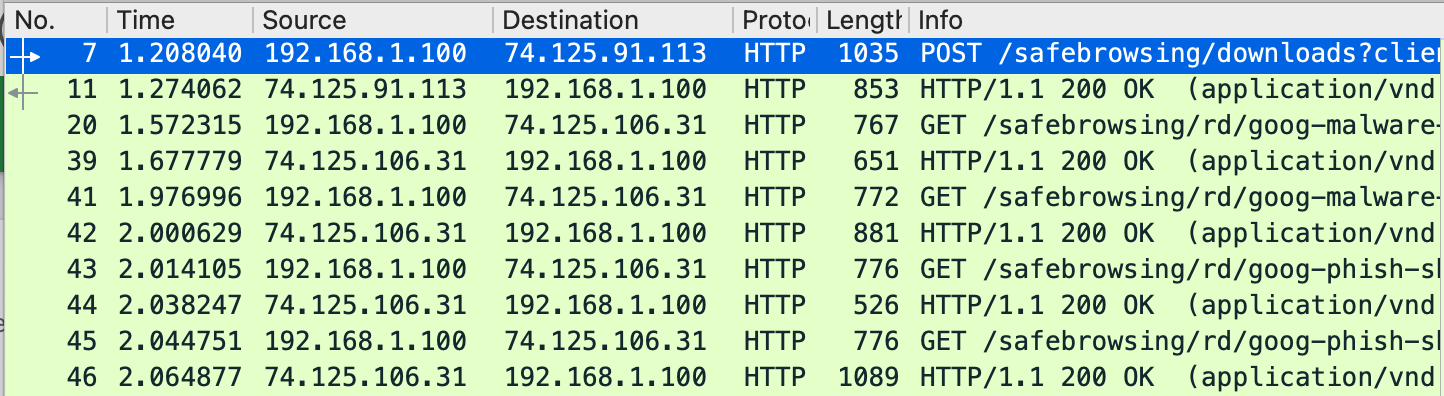 No. Time Source Destination Proto Length Info
7 1.208040 192.168.1.100 74.125.91.113 HTTP 1035 POST /safebrowsing/downloads?clie
11 1.274062 74.125.91.113 192.168.1.100 HTTP 853 HTTP/1.1 200 OK (application/vnd
20 1.572315 192.168.1.100 74.125.106.31 HTTP 767 GET /safebrowsing/rd/goog-malware-
39 1.677779 74.125.106.31 192.168.1.100 HTTP 651 HTTP/1.1 200 OK (application/vnd
41 1.976996 192.168.1.100 74.125.106.31 HTTP 772 GET /safebrowsing/rd/goog-malware-
42 2.000629 74.125.106.31 192.168.1.100 HTTP 881 HTTP/1.1 200 OK (application/vnd
43 2.014105 192.168.1.100 74.125.106.31 HTTP 776 GET /safebrowsing/rd/goog-phish-s
44 2.038247 74.125.106.31 192.168.1.100 HTTP 526 HTTP/1.1 200 OK (application/vnd
45 2.044751 192.168.1.100 74.125.106.31 HTTP 776 GET /safebrowsing/rd/goog-phish-s
46 2.064877 74.125.106.31 192.168.1.100 HTTP 1089 HTTP/1.1 200 OK (application/vnd